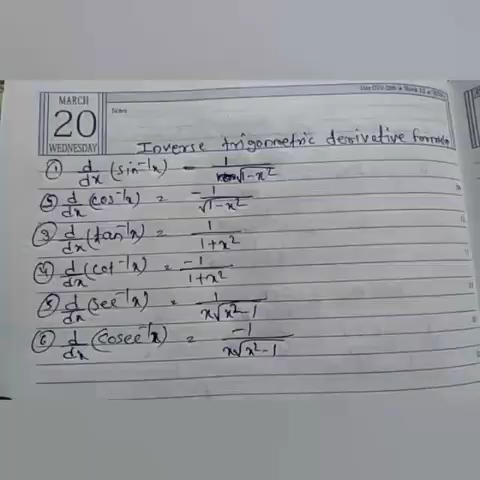 MARCH
20
WEDNESDAY
Notes
Inverse trigonmetric derivative formula
① d/dx (sin⁻¹x) = 1/√1-x²
② d/dx (cos⁻¹x) = -1/√1-x²
③ d/dx (tan⁻¹x) = 1/1+x²
④ d/dx (cot⁻¹x) = -1/1+x²
⑤ d/dx (sec⁻¹x) = 1/x√x²-1
⑥ d/dx (cosec⁻¹x) = -1/x√x²-1